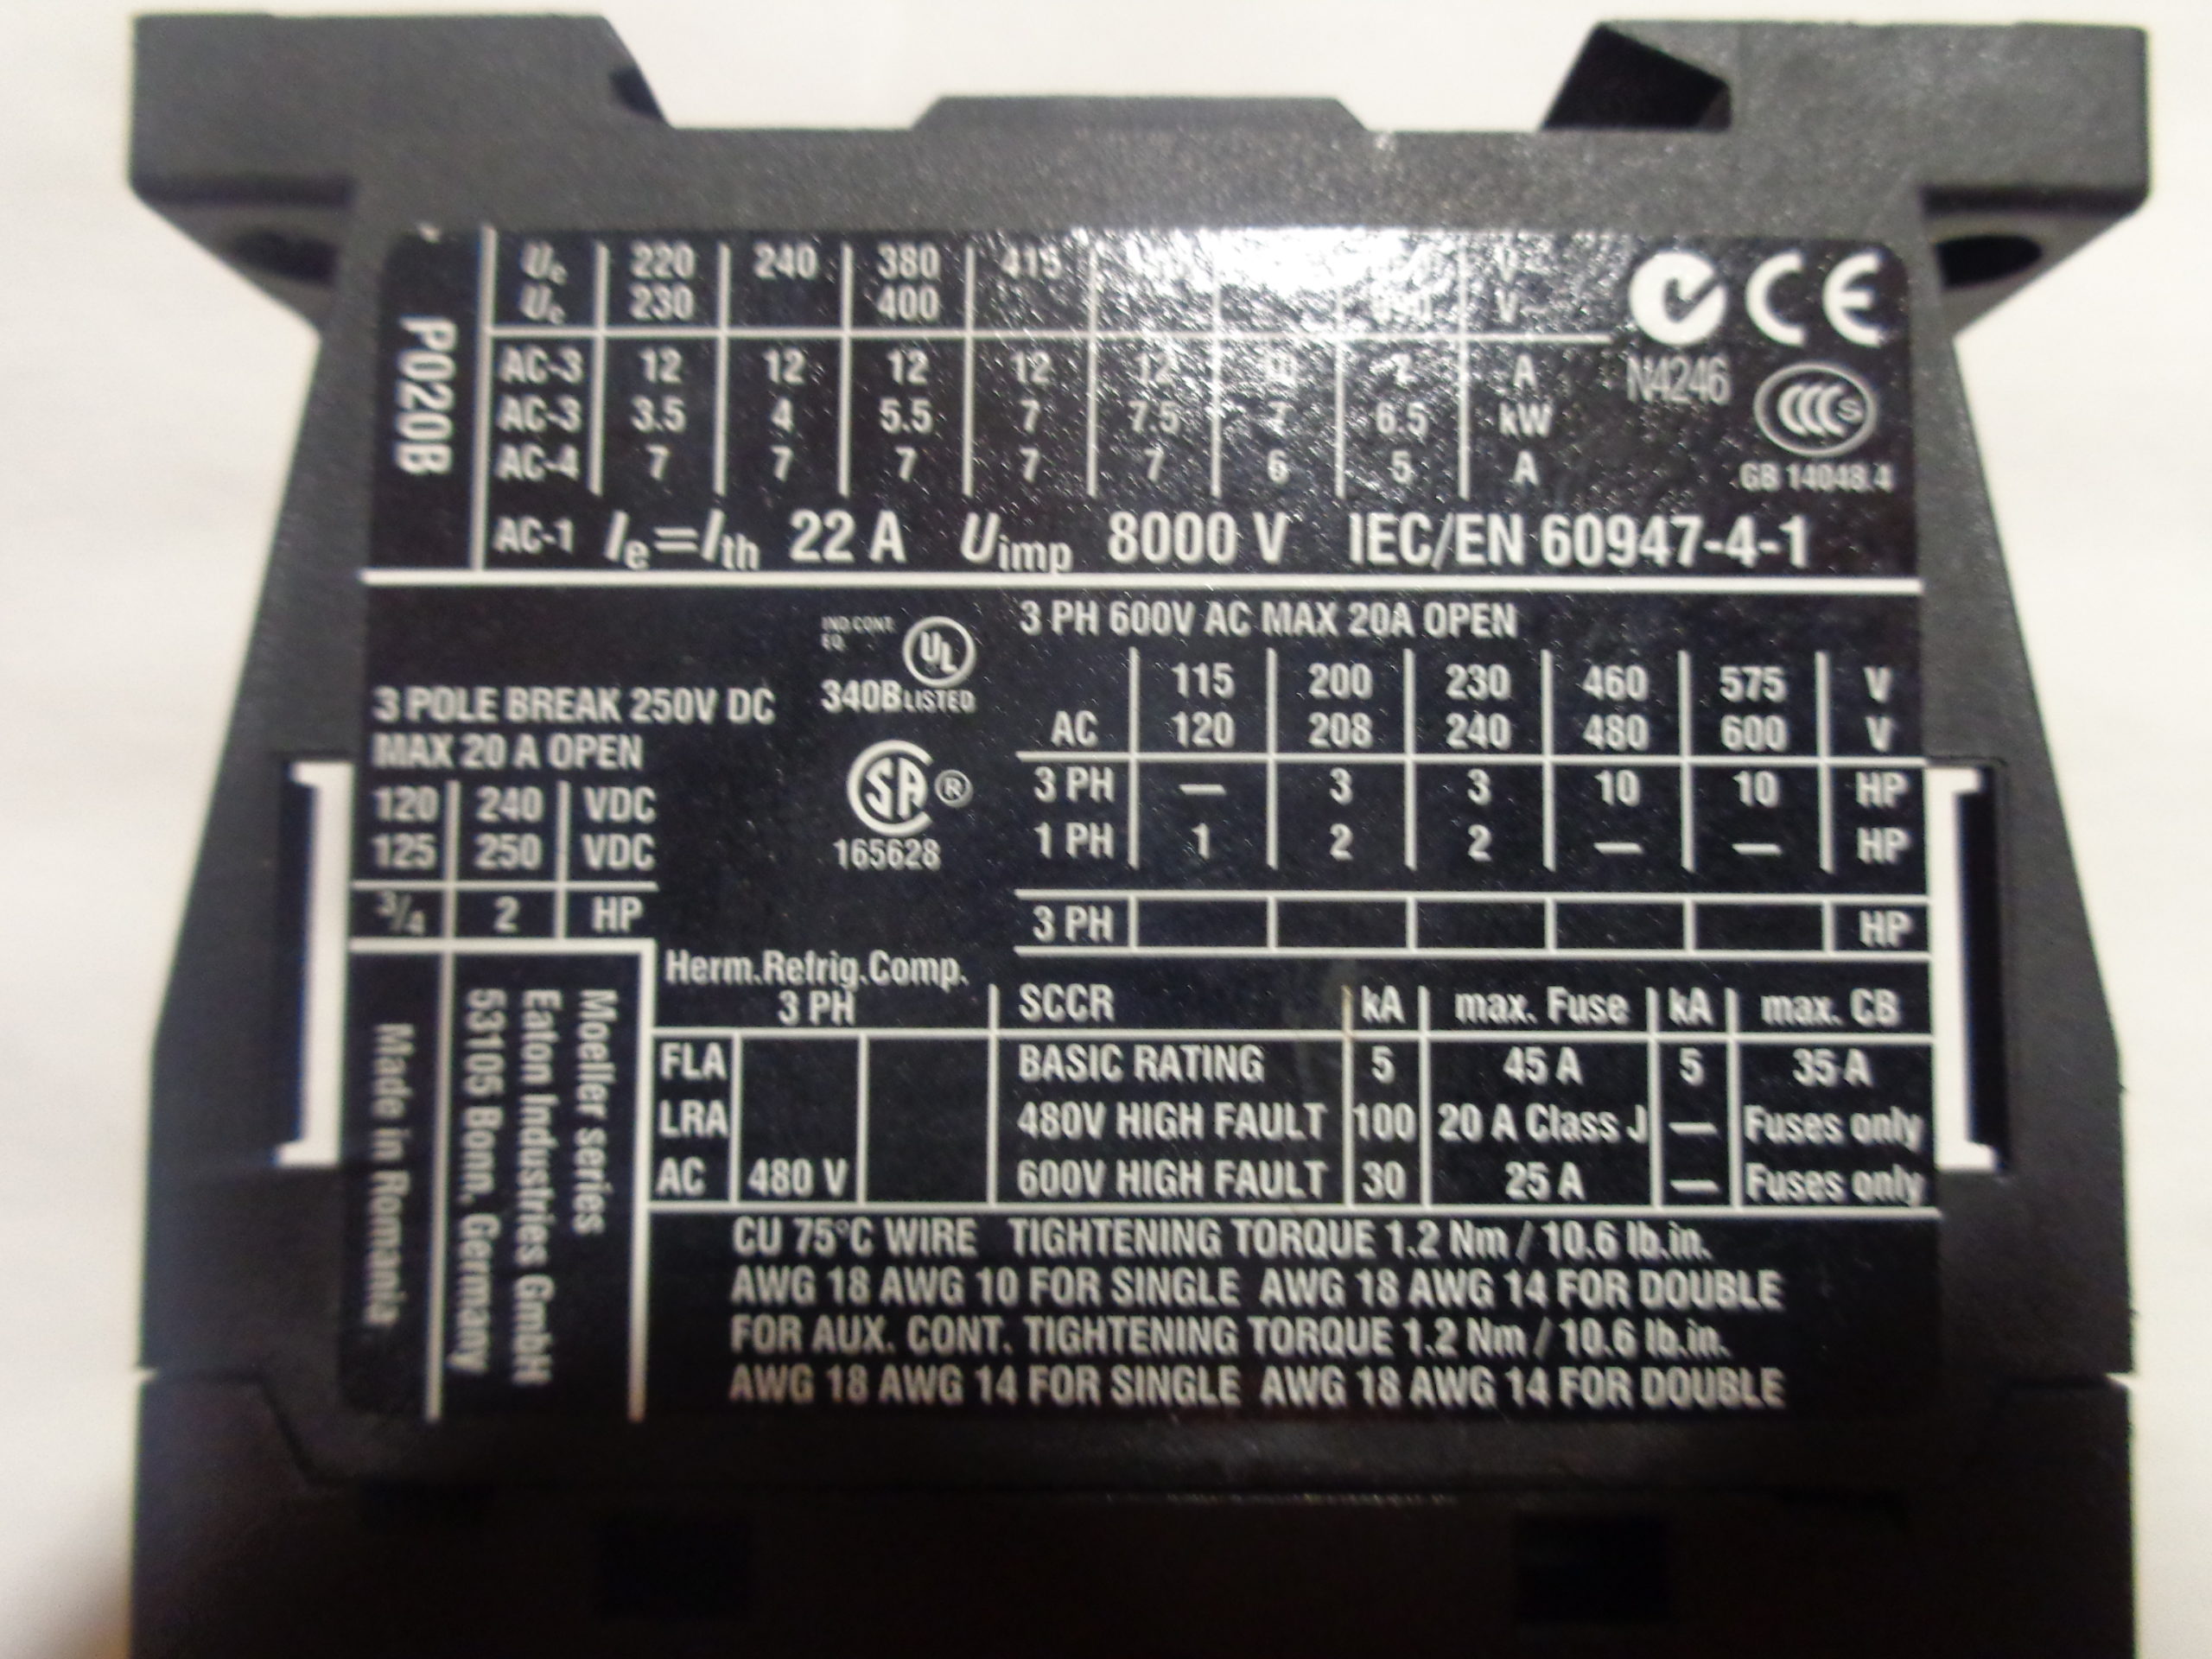 P020B
Ue 220 240 380 415 V~
Ue 230 400 V~
AC-3 12 12 12 12 12 A
AC-3 3.5 4 5.5 7 7.5 7 6.5 kW
AC-4 7 7 7 7 7 6 5 A
AC-1 Ie=Ith 22 A Uimp 8000 V IEC/EN 60947-4-1
CE
N4246
CCC S
GB 14048.4
3 POLE BREAK 250V DC
MAX 20 A OPEN
120 240 VDC
125 250 VDC
3/4 2 HP
IND.CONT.
EQ.
UL
340B LISTED
SA ®
165628
3 PH 600V AC MAX 20A OPEN
115 200 230 460 575 V
AC 120 208 240 480 600 V
3 PH — 3 3 10 10 HP
1 PH 1 2 2 — — HP
3 PH HP
Made in Romania
Moeller series
Eaton Industries GmbH
53105 Bonn, Germany
Herm.Refrig.Comp.
3 PH
FLA
LRA
AC 480 V
SCCR kA max. Fuse kA max. CB
BASIC RATING 5 45 A 5 35 A
480V HIGH FAULT 100 20 A Class J — Fuses only
600V HIGH FAULT 30 25 A — Fuses only
CU 75°C WIRE TIGHTENING TORQUE 1.2 Nm / 10.6 lb.in.
AWG 18 AWG 10 FOR SINGLE AWG 18 AWG 14 FOR DOUBLE
FOR AUX. CONT. TIGHTENING TORQUE 1.2 Nm / 10.6 lb.in.
AWG 18 AWG 14 FOR SINGLE AWG 18 AWG 14 FOR DOUBLE